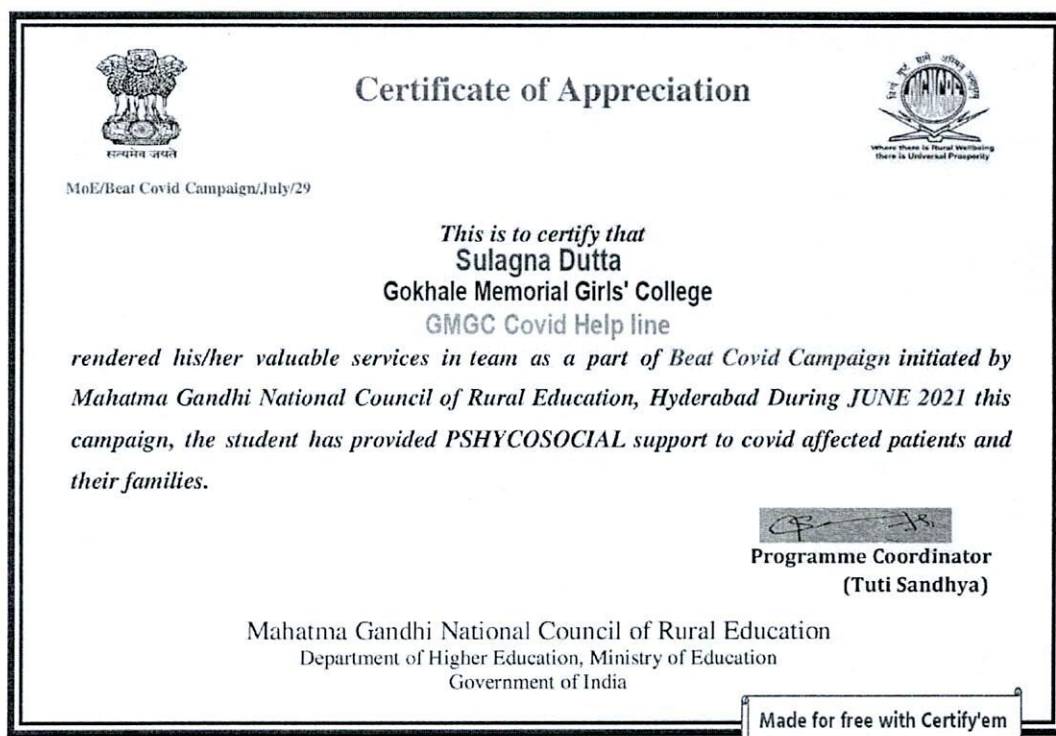 Certificate of Appreciation
सत्यमेव जयते
Where there is Rural Wellbeing
there is Universal Prosperity
MoE/Beat Covid Campaign/July/29
This is to certify that
Sulagna Dutta
Gokhale Memorial Girls' College
GMGC Covid Help line
rendered his/her valuable services in team as a part of Beat Covid Campaign initiated by
Mahatma Gandhi National Council of Rural Education, Hyderabad During JUNE 2021 this
campaign, the student has provided PSHYCOSOCIAL support to covid affected patients and
their families.
Programme Coordinator
(Tuti Sandhya)
Mahatma Gandhi National Council of Rural Education
Department of Higher Education, Ministry of Education
Government of India
Made for free with Certify'em